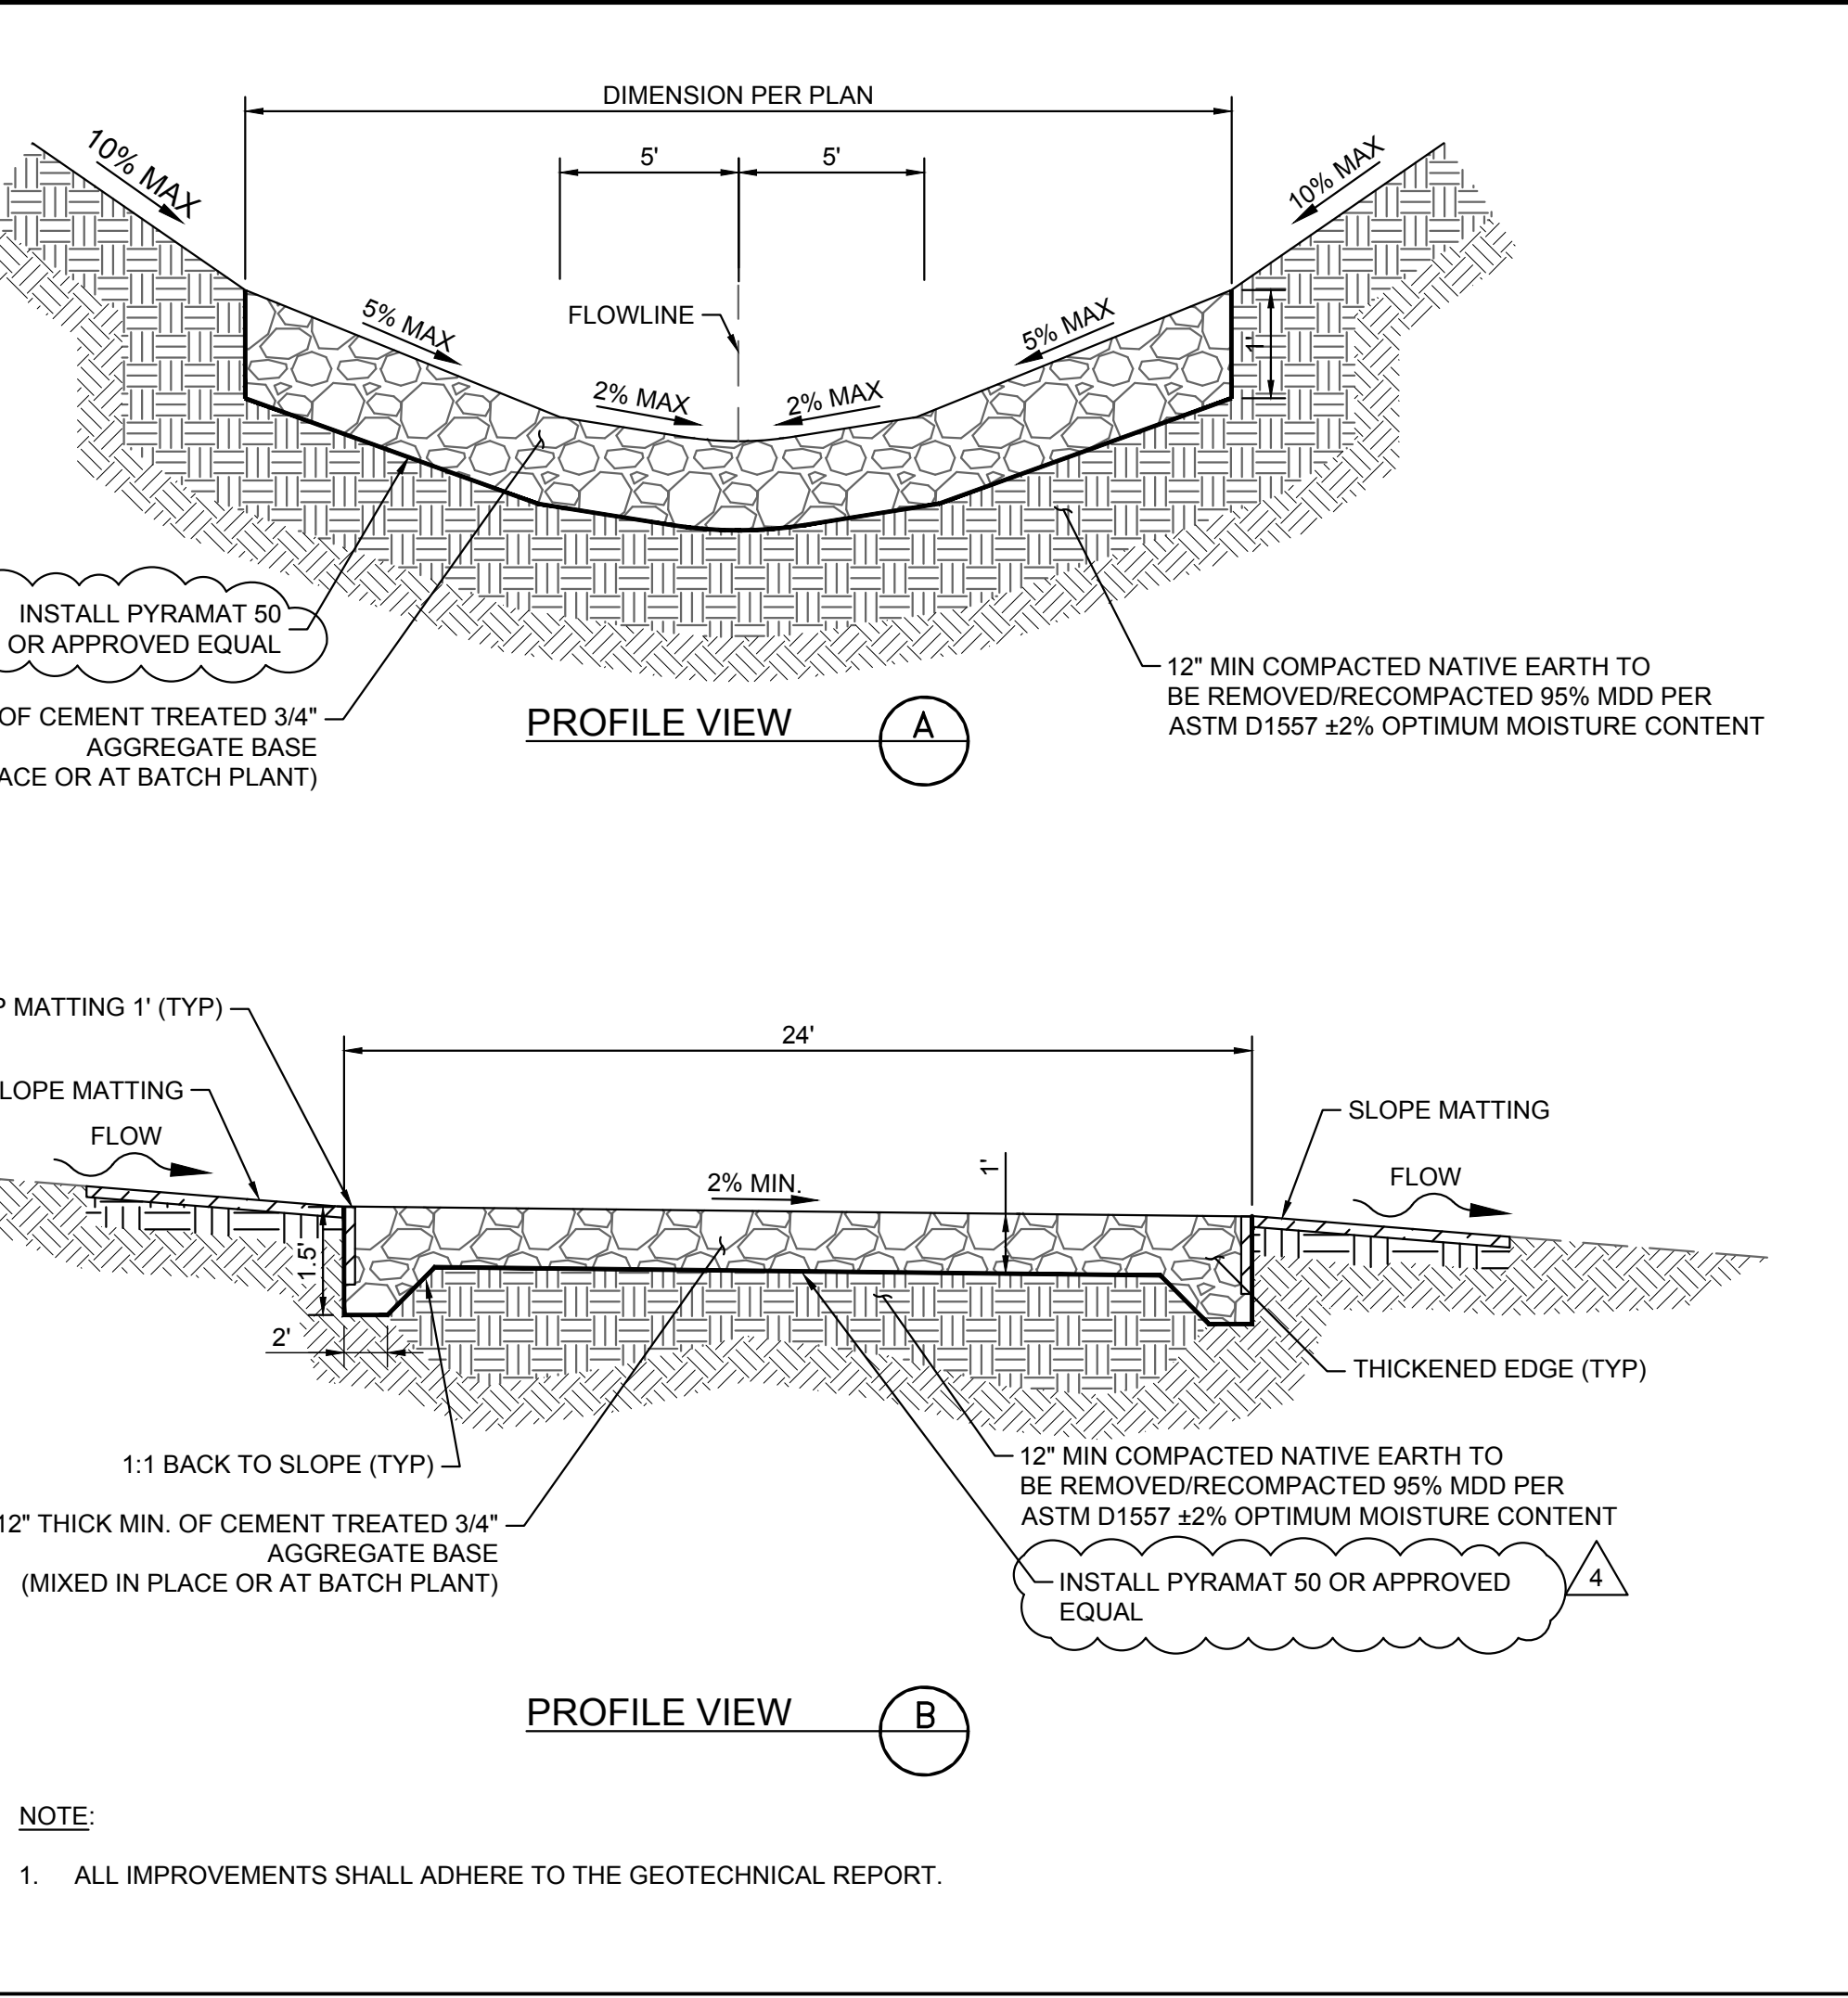 DIMENSION PER PLAN
5' 5'
10% MAX
10% MAX
5% MAX
FLOWLINE
5% MAX
1'
2% MAX
2% MAX
INSTALL PYRAMAT 50
OR APPROVED EQUAL
OF CEMENT TREATED 3/4"
AGGREGATE BASE
ACE OR AT BATCH PLANT)
12" MIN COMPACTED NATIVE EARTH TO
BE REMOVED/RECOMPACTED 95% MDD PER
ASTM D1557 ±2% OPTIMUM MOISTURE CONTENT
PROFILE VIEW A
P MATTING 1' (TYP)
24'
LOPE MATTING
SLOPE MATTING
FLOW
FLOW
2% MIN.
1'
1.5'
2'
THICKENED EDGE (TYP)
1:1 BACK TO SLOPE (TYP)
12" THICK MIN. OF CEMENT TREATED 3/4"
AGGREGATE BASE
(MIXED IN PLACE OR AT BATCH PLANT)
12" MIN COMPACTED NATIVE EARTH TO
BE REMOVED/RECOMPACTED 95% MDD PER
ASTM D1557 ±2% OPTIMUM MOISTURE CONTENT
INSTALL PYRAMAT 50 OR APPROVED
EQUAL
4
PROFILE VIEW B
NOTE:
1. ALL IMPROVEMENTS SHALL ADHERE TO THE GEOTECHNICAL REPORT.